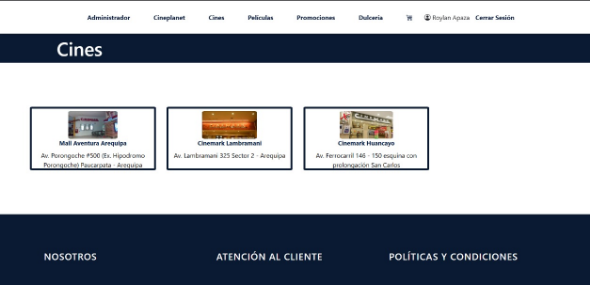 Administrador Cineplanet Cines Películas Promociones Dulceria Roylan Apaza Cerrar Sesión
Cines
Mall Aventura Arequipa
Av. Porongoche #500 (Ex. Hipodromo
Porongoche) Paucarpata - Arequipa
Cinemark Lambramani
Av. Lambramani 325 Sector 2 - Arequipa
Cinemark Huancayo
Av. Ferrocarril 146 - 150 esquina con
prolongación San Carlos
NOSOTROS ATENCIÓN AL CLIENTE POLÍTICAS Y CONDICIONES